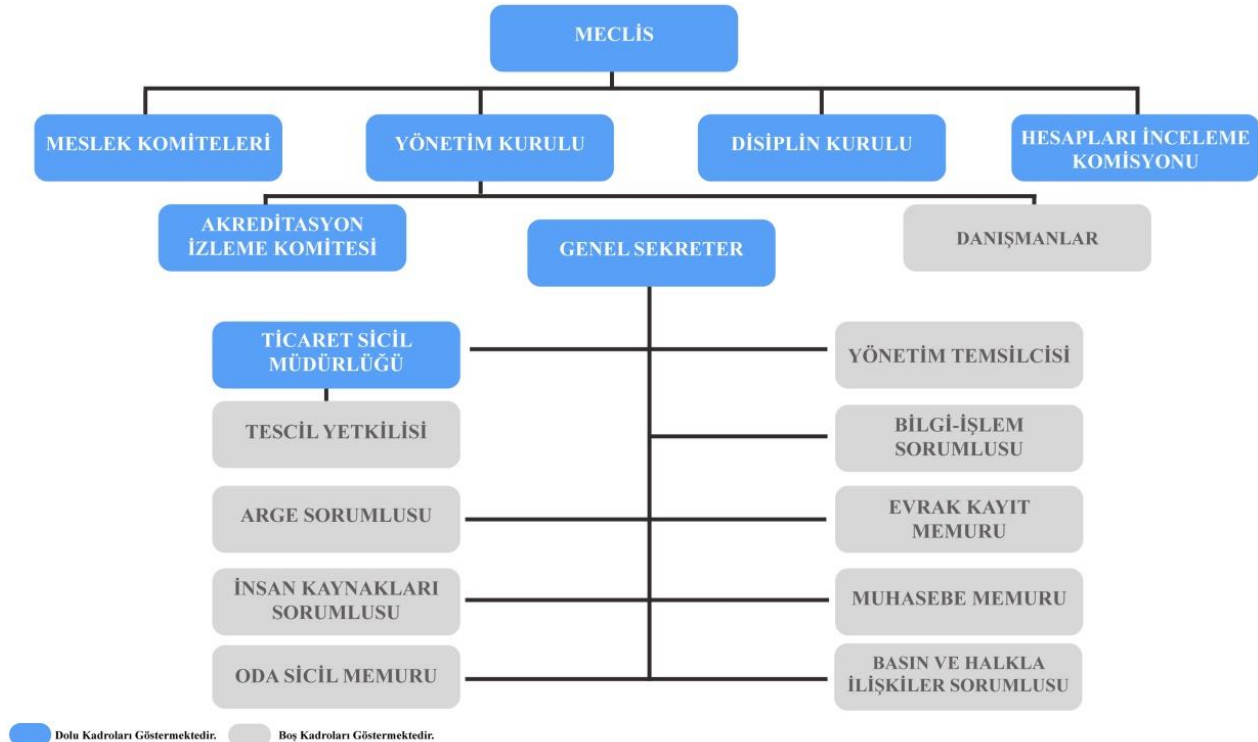 MECLİS
MESLEK KOMİTELERİ
YÖNETİM KURULU
DİSİPLİN KURULU
HESAPLARI İNCELEME
KOMİSYONU
AKREDİTASYON
İZLEME KOMİTESİ
GENEL SEKRETER
DANIŞMANLAR
TİCARET SİCİL
MÜDÜRLÜĞÜ
YÖNETİM TEMSİLCİSİ
TESCİL YETKİLİSİ
BİLGİ-İŞLEM
SORUMLUSU
ARGE SORUMLUSU
EVRAK KAYIT
MEMURU
İNSAN KAYNAKLARI
SORUMLUSU
MUHASEBE MEMURU
ODA SİCİL MEMURU
BASIN VE HALKLA
İLİŞKİLER SORUMLUSU
Dolu Kadroları Göstermektedir.
Boş Kadroları Göstermektedir.